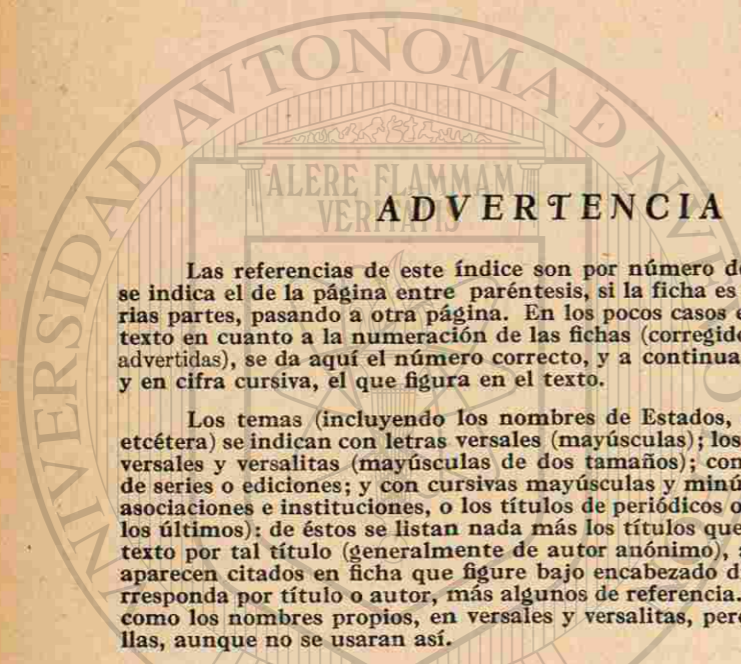 UNIVERSIDAD AUTONOMA D
ALERE FLAMMAM
VERITATIS
ADVERTENCIA
Las referencias de este índice son por número d
se indica el de la página entre paréntesis, si la ficha es
rias partes, pasando a otra página. En los pocos casos
texto en cuanto a la numeración de las fichas (corregid
advertidas), se da aquí el número correcto, y a continua
y en cifra cursiva, el que figura en el texto.
Los temas (incluyendo los nombres de Estados,
etcétera) se indican con letras versales (mayúsculas); los
versales y versalitas (mayúsculas de dos tamaños); con
de series o ediciones; y con cursivas mayúsculas y minú
asociaciones e instituciones, o los títulos de periódicos o
los últimos): de éstos se listan nada más los títulos que
texto por tal título (generalmente de autor anónimo),
aparecen citados en ficha que figure bajo encabezado d
rresponda por título o autor, más algunos de referencia.
como los nombres propios, en versales y versalitas, per
llas, aunque no se usaran así.